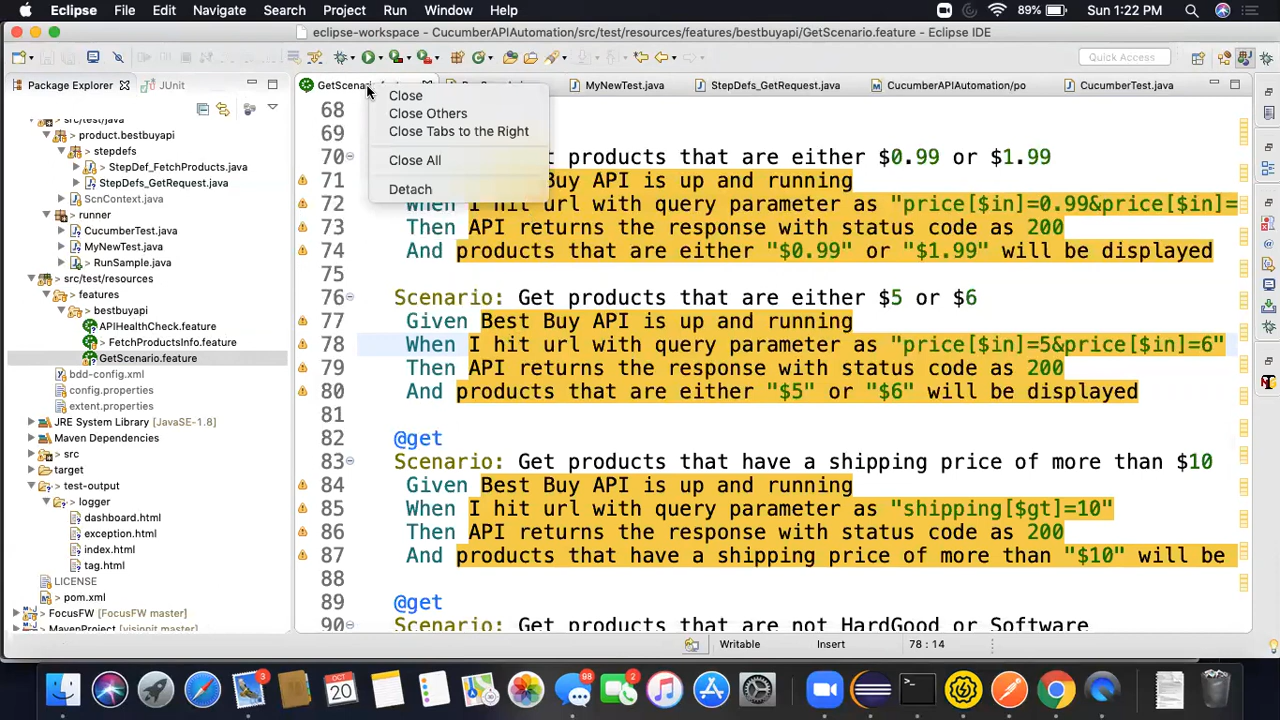 Eclipse File Edit Navigate Search Project Run Window Help 89% Sun 1:22 PM
eclipse-workspace - CucumberAPIAutomation/src/test/resources/features/bestbuyapi/GetScenario.feature - Eclipse IDE
Quick Access
Package Explorer JUnit
MyNewTest.java StepDefs_GetRequest.java CucumberAPIAutomation/po CucumberTest.java
Close
Close Others
Close Tabs to the Right
Close All
Detach
src/test/java
product.bestbuyapi
stepdefs
> StepDef_FetchProducts.java
StepDefs_GetRequest.java
ScnContext.java
runner
CucumberTest.java
MyNewTest.java
> RunSample.java
src/test/resources
features
bestbuyapi
APIHealthCheck.feature
> FetchProductsInfo.feature
GetScenario.feature
bdd-config.xml
config.properties
extent.properties
JRE System Library [JavaSE-1.8]
Maven Dependencies
> src
target
> test-output
> logger
> dashboard.html
> exception.html
> index.html
> tag.html
LICENSE
> pom.xml
> FocusFW [FocusFW master]
> MavenProject [visionit master]
68
69
70 products that are either $0.99 or $1.99
71 Buy API is up and running
72 When I hit url with query parameter as "price[$in]=0.99&price[$in]=
73 Then API returns the response with status code as 200
74 And products that are either "$0.99" or "$1.99" will be displayed
75
76 Scenario: Get products that are either $5 or $6
77 Given Best Buy API is up and running
78 When I hit url with query parameter as "price[$in]=5&price[$in]=6"
79 Then API returns the response with status code as 200
80 And products that are either "$5" or "$6" will be displayed
81
82 @get
83 Scenario: Get products that have a shipping price of more than $10
84 Given Best Buy API is up and running
85 When I hit url with query parameter as "shipping[$gt]=10"
86 Then API returns the response with status code as 200
87 And products that have a shipping price of more than "$10" will be
88
89 @get
90 Scenario: Get products that are not HardGood or Software
Writable Insert 78 : 14
3 OCT 20 98 2